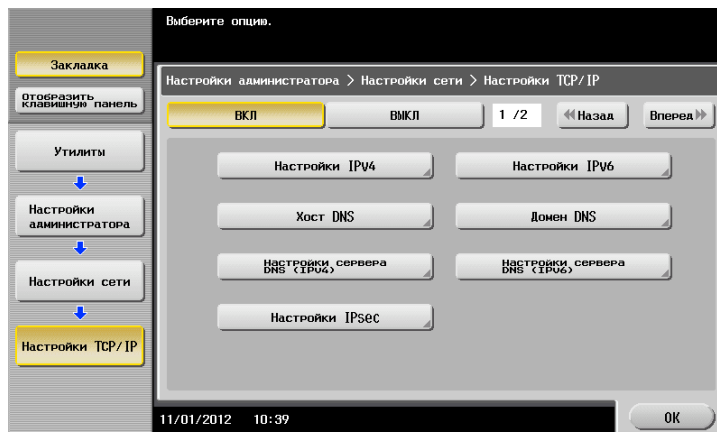 Выберите опцию.
Закладка
Отобразить
клавишную панель
Утилиты
Настройки
администратора
Настройки сети
Настройки TCP/IP
Настройки администратора > Настройки сети > Настройки TCP/IP
ВКЛ ВЫКЛ 1 /2 Назад Вперед
Настройки IPv4 Настройки IPv6
Хост DNS Домен DNS
Настройки сервера
DNS (IPv4)
Настройки сервера
DNS (IPv6)
Настройки IPsec
11/01/2012 10:39
OK